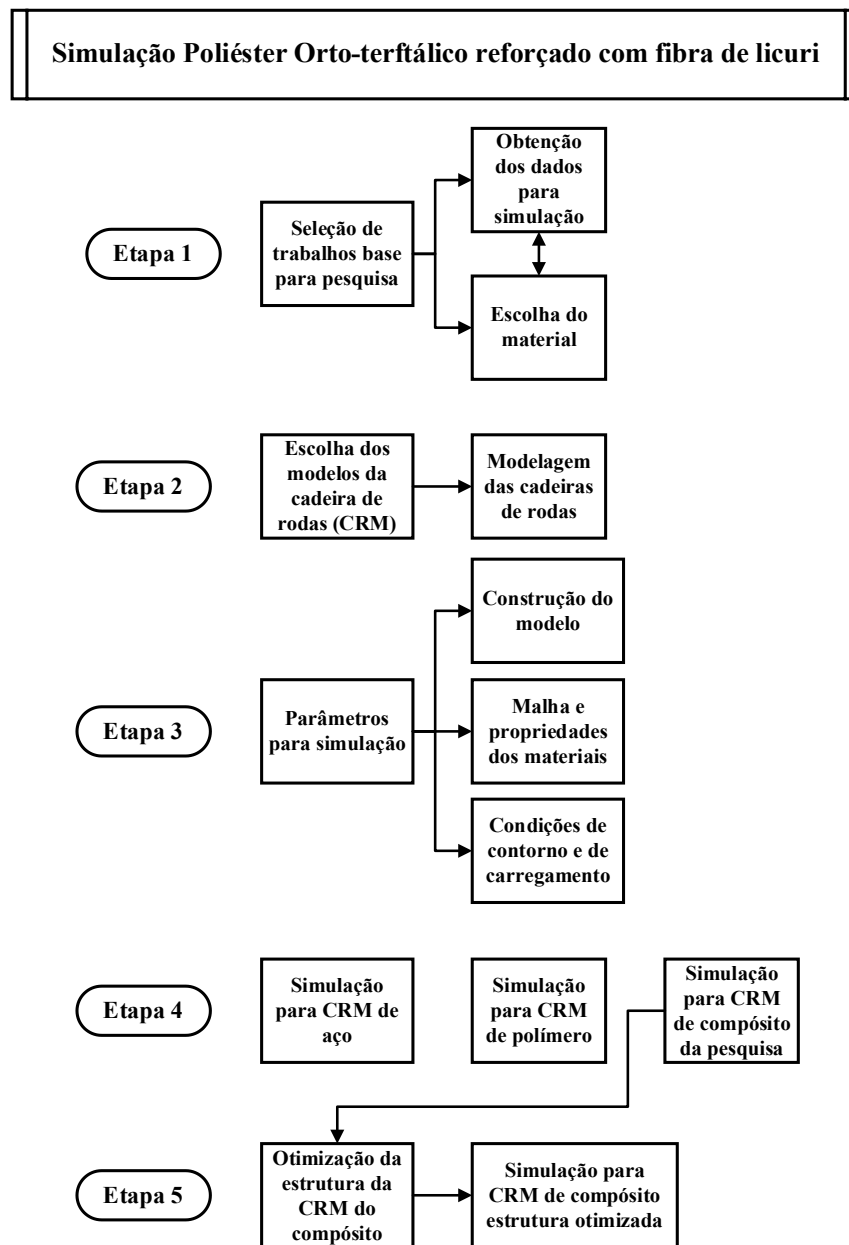 Simulação Poliéster Orto-terftálico reforçado com fibra de licuri
Etapa 1
Seleção de
trabalhos base
para pesquisa
Obtenção
dos dados
para
simulação
Escolha do
material
Etapa 2
Escolha dos
modelos da
cadeira de
rodas (CRM)
Modelagem
das cadeiras
de rodas
Etapa 3
Parâmetros
para simulação
Construção do
modelo
Malha e
propriedades
dos materiais
Condições de
contorno e de
carregamento
Etapa 4
Simulação
para CRM de
aço
Simulação
para CRM
de polímero
Simulação
para CRM
de compósito
da pesquisa
Etapa 5
Otimização da
estrutura da
CRM do
compósito
Simulação para
CRM de compósito
estrutura otimizada